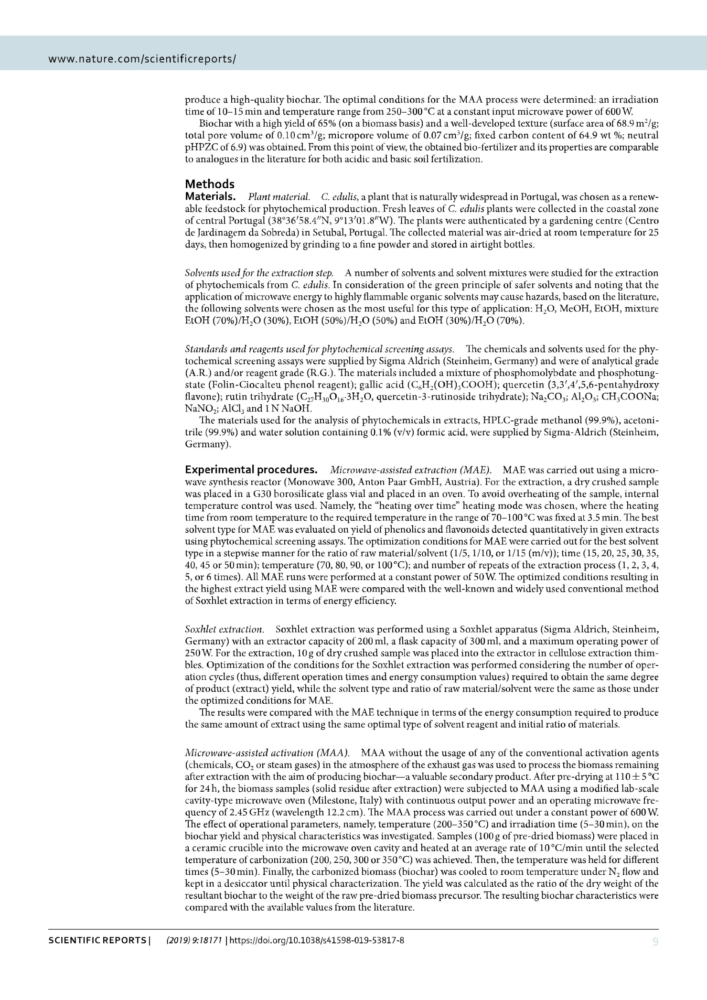 www.nature.com/scientificreports/
produce a high-quality biochar. The optimal conditions for the MAA process were determined: an irradiation
time of 10–15 min and temperature range from 250–300 °C at a constant input microwave power of 600 W.
Biochar with a high yield of 65% (on a biomass basis) and a well-developed texture (surface area of 68.9 m²/g;
total pore volume of 0.10 cm³/g; micropore volume of 0.07 cm³/g; fixed carbon content of 64.9 wt %; neutral
pHPZC of 6.9) was obtained. From this point of view, the obtained bio-fertilizer and its properties are comparable
to analogues in the literature for both acidic and basic soil fertilization.
Methods
Materials. Plant material. C. edulis, a plant that is naturally widespread in Portugal, was chosen as a renew-
able feedstock for phytochemical production. Fresh leaves of C. edulis plants were collected in the coastal zone
of central Portugal (38°36′58.4″N, 9°13′01.8″W). The plants were authenticated by a gardening centre (Centro
de Jardinagem da Sobreda) in Setubal, Portugal. The collected material was air-dried at room temperature for 25
days, then homogenized by grinding to a fine powder and stored in airtight bottles.
Solvents used for the extraction step. A number of solvents and solvent mixtures were studied for the extraction
of phytochemicals from C. edulis. In consideration of the green principle of safer solvents and noting that the
application of microwave energy to highly flammable organic solvents may cause hazards, based on the literature,
the following solvents were chosen as the most useful for this type of application: H₂O, MeOH, EtOH, mixture
EtOH (70%)/H₂O (30%), EtOH (50%)/H₂O (50%) and EtOH (30%)/H₂O (70%).
Standards and reagents used for phytochemical screening assays. The chemicals and solvents used for the phy-
tochemical screening assays were supplied by Sigma Aldrich (Steinheim, Germany) and were of analytical grade
(A.R.) and/or reagent grade (R.G.). The materials included a mixture of phosphomolybdate and phosphotung-
state (Folin-Ciocalteu phenol reagent); gallic acid (C₆H₂(OH)₃COOH); quercetin (3,3′,4′,5,6-pentahydroxy
flavone); rutin trihydrate (C₂₇H₃₀O₁₆·3H₂O, quercetin-3-rutinoside trihydrate); Na₂CO₃; Al₂O₃; CH₃COONa;
NaNO₂; AlCl₃ and 1 N NaOH.
The materials used for the analysis of phytochemicals in extracts, HPLC-grade methanol (99.9%), acetoni-
trile (99.9%) and water solution containing 0.1% (v/v) formic acid, were supplied by Sigma-Aldrich (Steinheim,
Germany).
Experimental procedures. Microwave-assisted extraction (MAE). MAE was carried out using a micro-
wave synthesis reactor (Monowave 300, Anton Paar GmbH, Austria). For the extraction, a dry crushed sample
was placed in a G30 borosilicate glass vial and placed in an oven. To avoid overheating of the sample, internal
temperature control was used. Namely, the “heating over time” heating mode was chosen, where the heating
time from room temperature to the required temperature in the range of 70–100 °C was fixed at 3.5 min. The best
solvent type for MAE was evaluated on yield of phenolics and flavonoids detected quantitatively in given extracts
using phytochemical screening assays. The optimization conditions for MAE were carried out for the best solvent
type in a stepwise manner for the ratio of raw material/solvent (1/5, 1/10, or 1/15 (m/v)); time (15, 20, 25, 30, 35,
40, 45 or 50 min); temperature (70, 80, 90, or 100 °C); and number of repeats of the extraction process (1, 2, 3, 4,
5, or 6 times). All MAE runs were performed at a constant power of 50 W. The optimized conditions resulting in
the highest extract yield using MAE were compared with the well-known and widely used conventional method
of Soxhlet extraction in terms of energy efficiency.
Soxhlet extraction. Soxhlet extraction was performed using a Soxhlet apparatus (Sigma Aldrich, Steinheim,
Germany) with an extractor capacity of 200 ml, a flask capacity of 300 ml, and a maximum operating power of
250 W. For the extraction, 10 g of dry crushed sample was placed into the extractor in cellulose extraction thim-
bles. Optimization of the conditions for the Soxhlet extraction was performed considering the number of oper-
ation cycles (thus, different operation times and energy consumption values) required to obtain the same degree
of product (extract) yield, while the solvent type and ratio of raw material/solvent were the same as those under
the optimized conditions for MAE.
The results were compared with the MAE technique in terms of the energy consumption required to produce
the same amount of extract using the same optimal type of solvent reagent and initial ratio of materials.
Microwave-assisted activation (MAA). MAA without the usage of any of the conventional activation agents
(chemicals, CO₂ or steam gases) in the atmosphere of the exhaust gas was used to process the biomass remaining
after extraction with the aim of producing biochar—a valuable secondary product. After pre-drying at 110 ± 5 °C
for 24 h, the biomass samples (solid residue after extraction) were subjected to MAA using a modified lab-scale
cavity-type microwave oven (Milestone, Italy) with continuous output power and an operating microwave fre-
quency of 2.45 GHz (wavelength 12.2 cm). The MAA process was carried out under a constant power of 600 W.
The effect of operational parameters, namely, temperature (200–350 °C) and irradiation time (5–30 min), on the
biochar yield and physical characteristics was investigated. Samples (100 g of pre-dried biomass) were placed in
a ceramic crucible into the microwave oven cavity and heated at an average rate of 10 °C/min until the selected
temperature of carbonization (200, 250, 300 or 350 °C) was achieved. Then, the temperature was held for different
times (5–30 min). Finally, the carbonized biomass (biochar) was cooled to room temperature under N₂ flow and
kept in a desiccator until physical characterization. The yield was calculated as the ratio of the dry weight of the
resultant biochar to the weight of the raw pre-dried biomass precursor. The resulting biochar characteristics were
compared with the available values from the literature.
SCIENTIFIC REPORTS | (2019) 9:18171 | https://doi.org/10.1038/s41598-019-53817-8 9